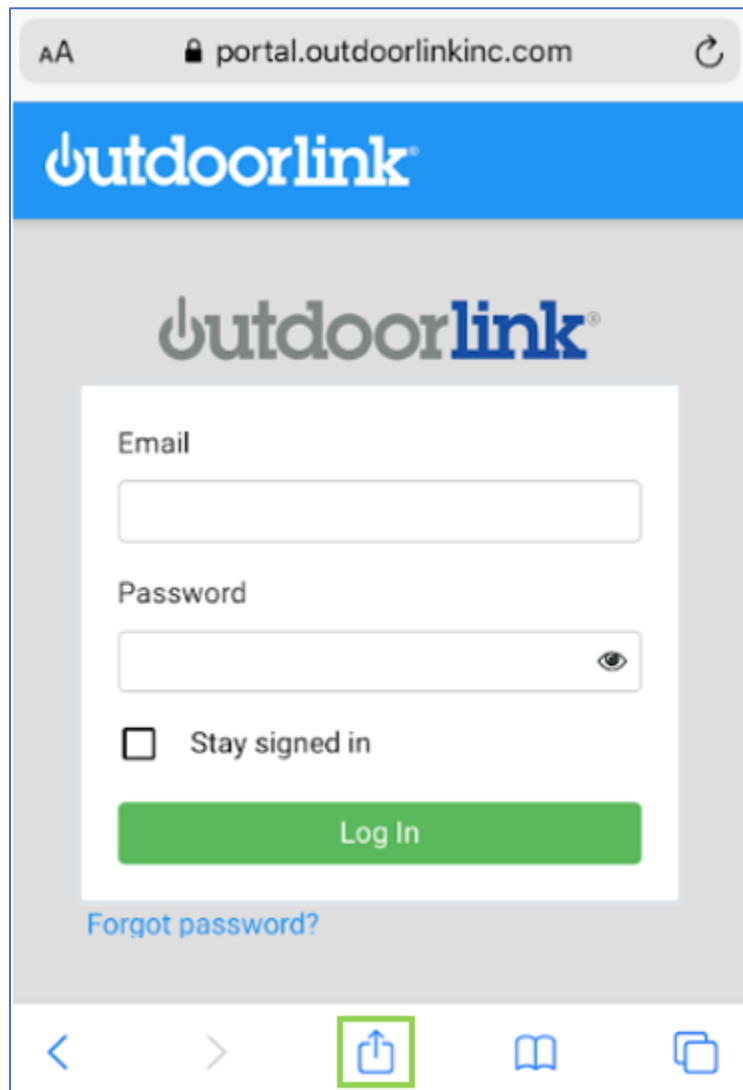 AA portal.outdoorlinkinc.com
outdoorlink®
outdoorlink®
Email
Password
Stay signed in
Log In
Forgot password?